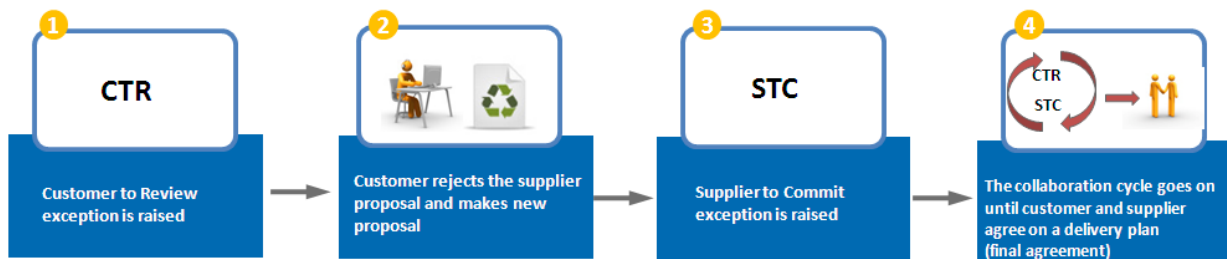 1
CTR
Customer to Review
exception is raised
2
Customer rejects the supplier
proposal and makes new
proposal
3
STC
Supplier to Commit
exception is raised
4
CTR
STC
The collaboration cycle goes on
until customer and supplier
agree on a delivery plan
(final agreement)